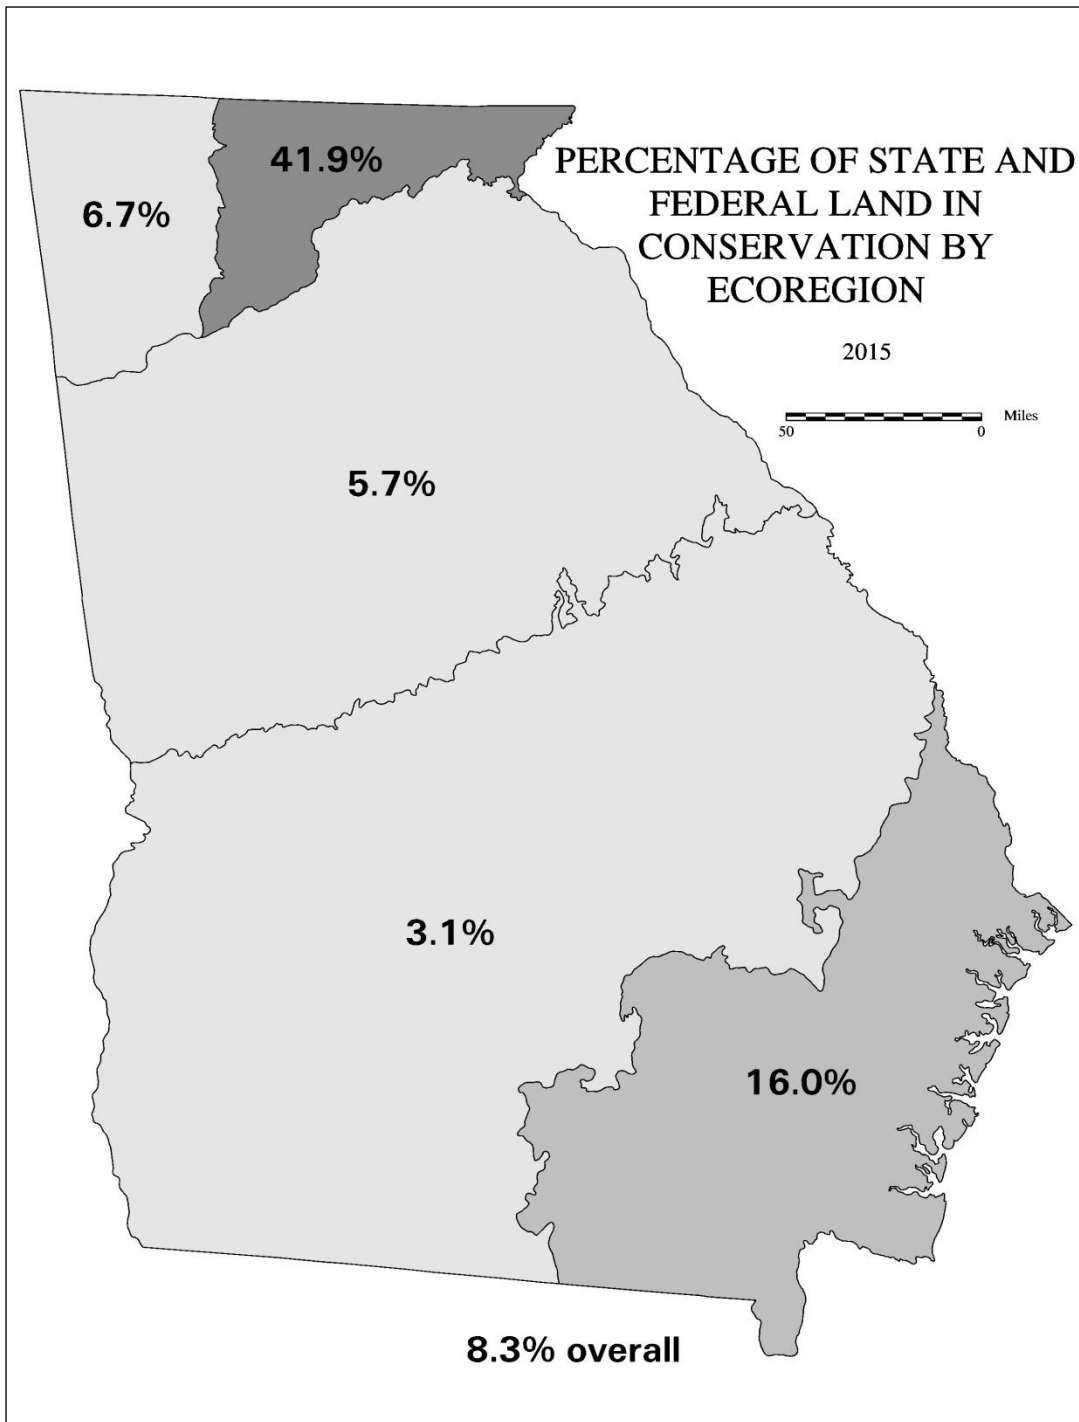 PERCENTAGE OF STATE AND
FEDERAL LAND IN
CONSERVATION BY
ECOREGION
2015
Miles
50 0
41.9%
6.7%
5.7%
3.1%
16.0%
8.3% overall